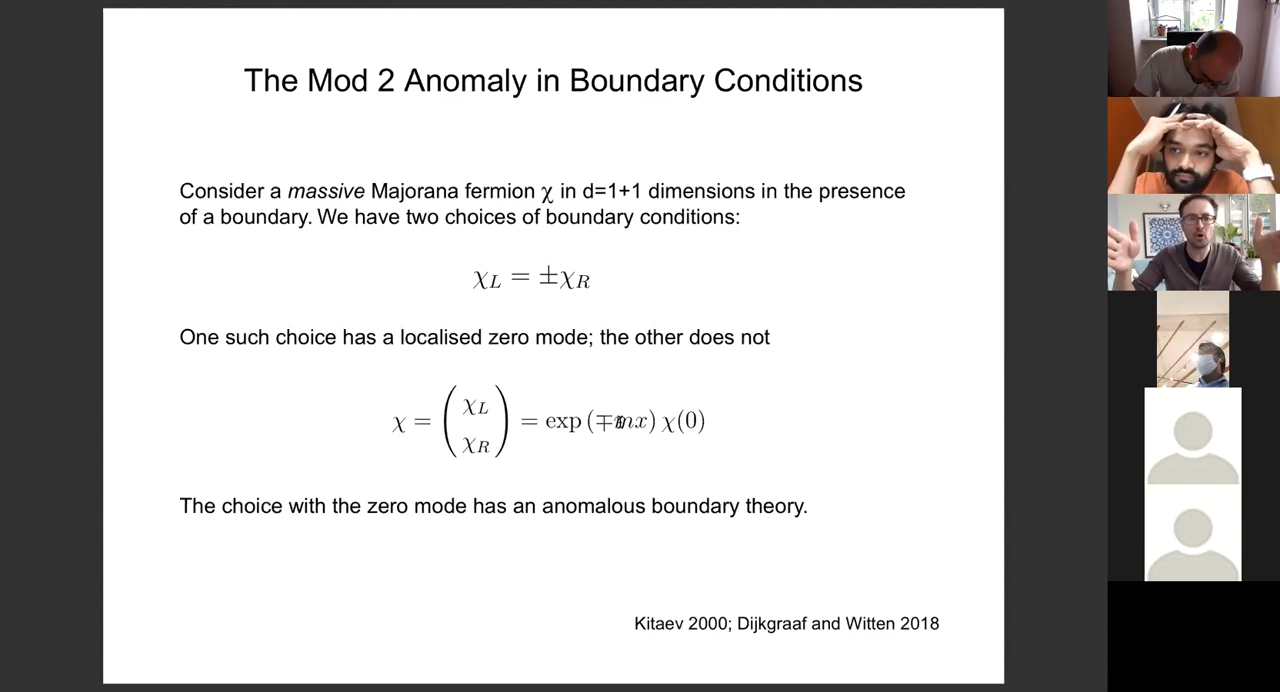 The Mod 2 Anomaly in Boundary Conditions
Consider a massive Majorana fermion χ in d=1+1 dimensions in the presence
of a boundary. We have two choices of boundary conditions:
χ_L = ±χ_R
One such choice has a localised zero mode; the other does not
χ = (χ_L χ_R) = exp (∓mx) χ(0)
The choice with the zero mode has an anomalous boundary theory.
Kitaev 2000; Dijkgraaf and Witten 2018